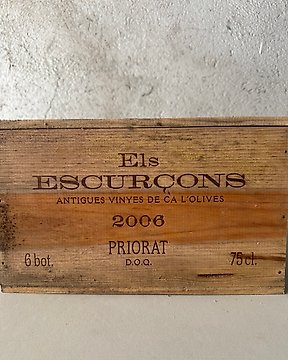 Els
ESCURÇONS
ANTIGUES VINYES DE CA L'OLIVES
2006
PRIORAT
6 bot. D.O.Q. 75 cl.